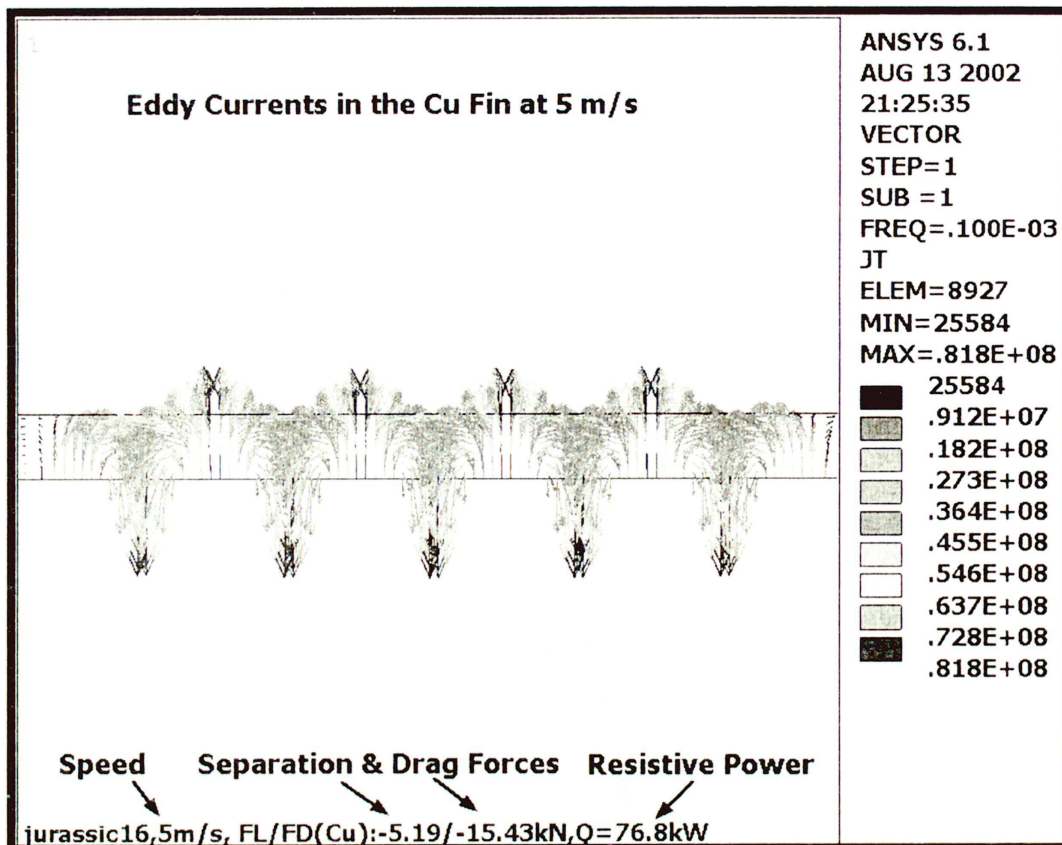 1
Eddy Currents in the Cu Fin at 5 m/s
ANSYS 6.1
AUG 13 2002
21:25:35
VECTOR
STEP=1
SUB =1
FREQ=.100E-03
JT
ELEM=8927
MIN=25584
MAX=.818E+08
25584
.912E+07
.182E+08
.273E+08
.364E+08
.455E+08
.546E+08
.637E+08
.728E+08
.818E+08
Speed Separation & Drag Forces Resistive Power
jurassic16,5m/s, FL/FD(Cu):-5.19/-15.43kN,Q=76.8kW